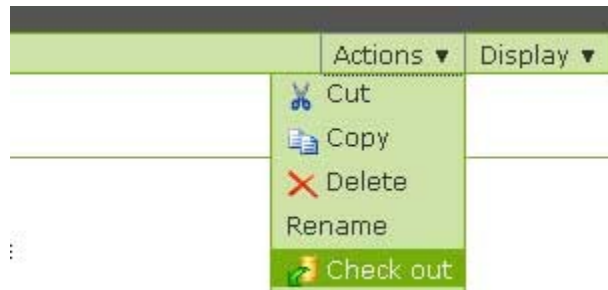 Actions ▼ Display ▼
Cut
Copy
Delete
Rename
Check out